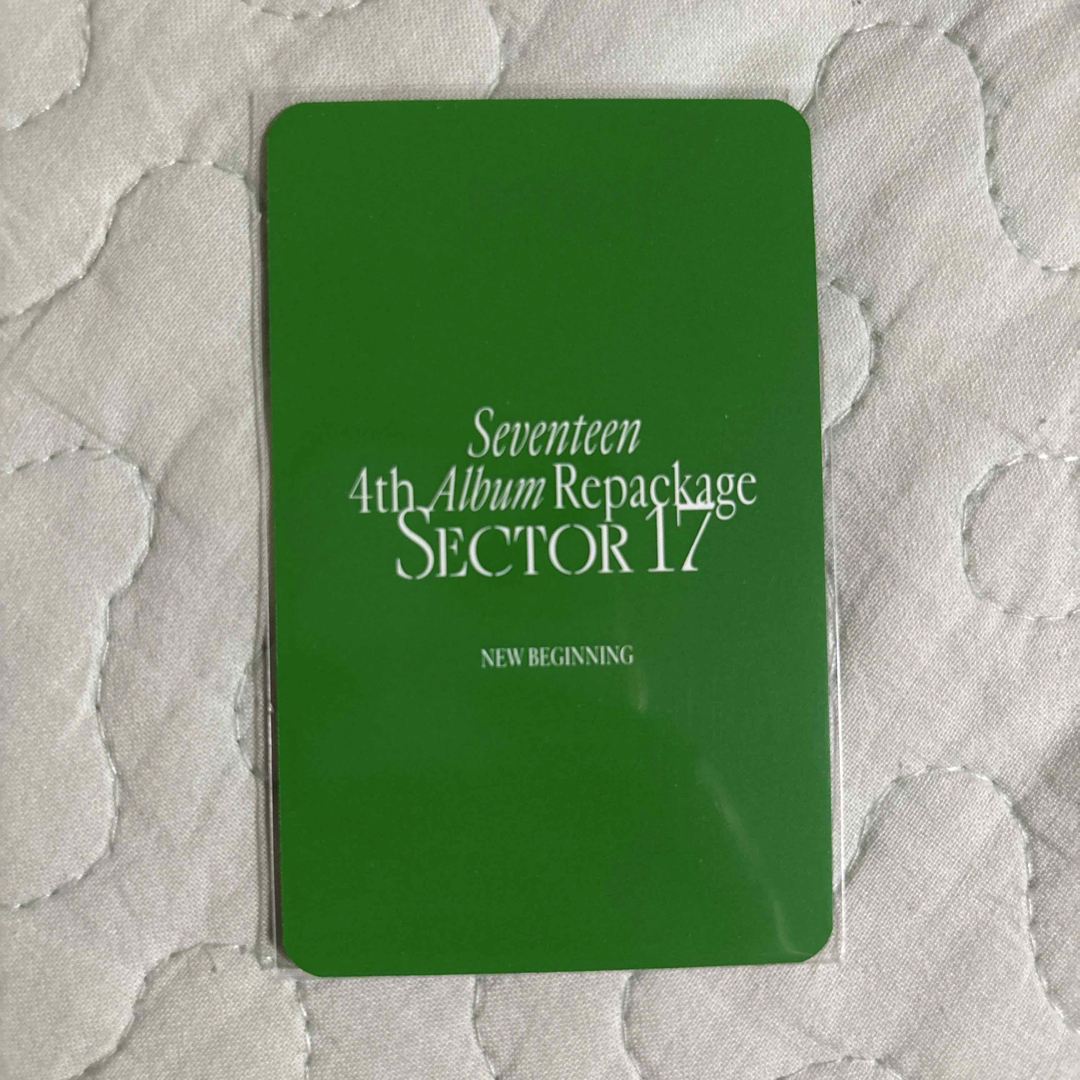 Seventeen
4th Album Repackage
SECTOR 17
NEW BEGINNING